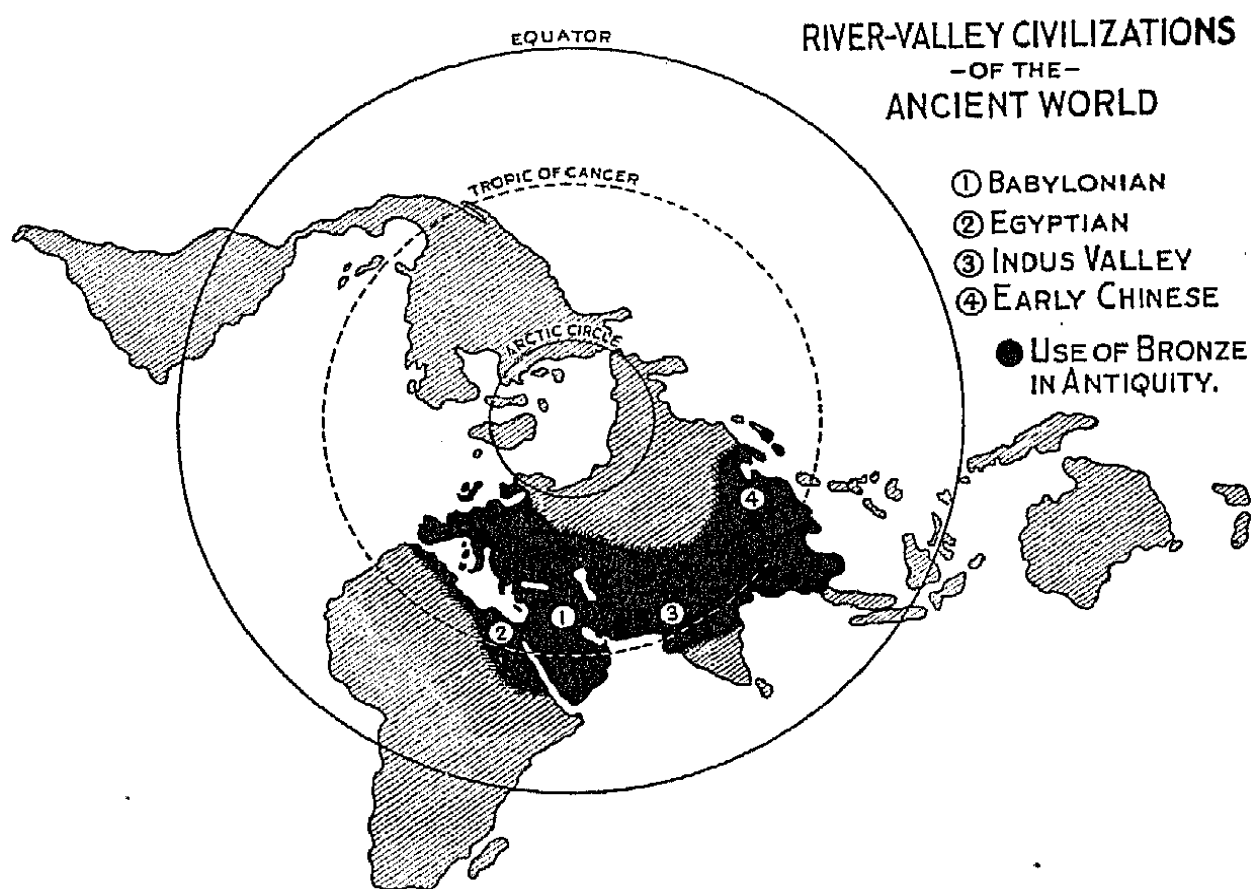 RIVER-VALLEY CIVILIZATIONS
-OF THE-
ANCIENT WORLD
① BABYLONIAN
② EGYPTIAN
③ INDUS VALLEY
④ EARLY CHINESE
USE OF BRONZE
IN ANTIQUITY.
EQUATOR
TROPIC OF CANCER
ARCTIC CIRCLE
④
①
③
②